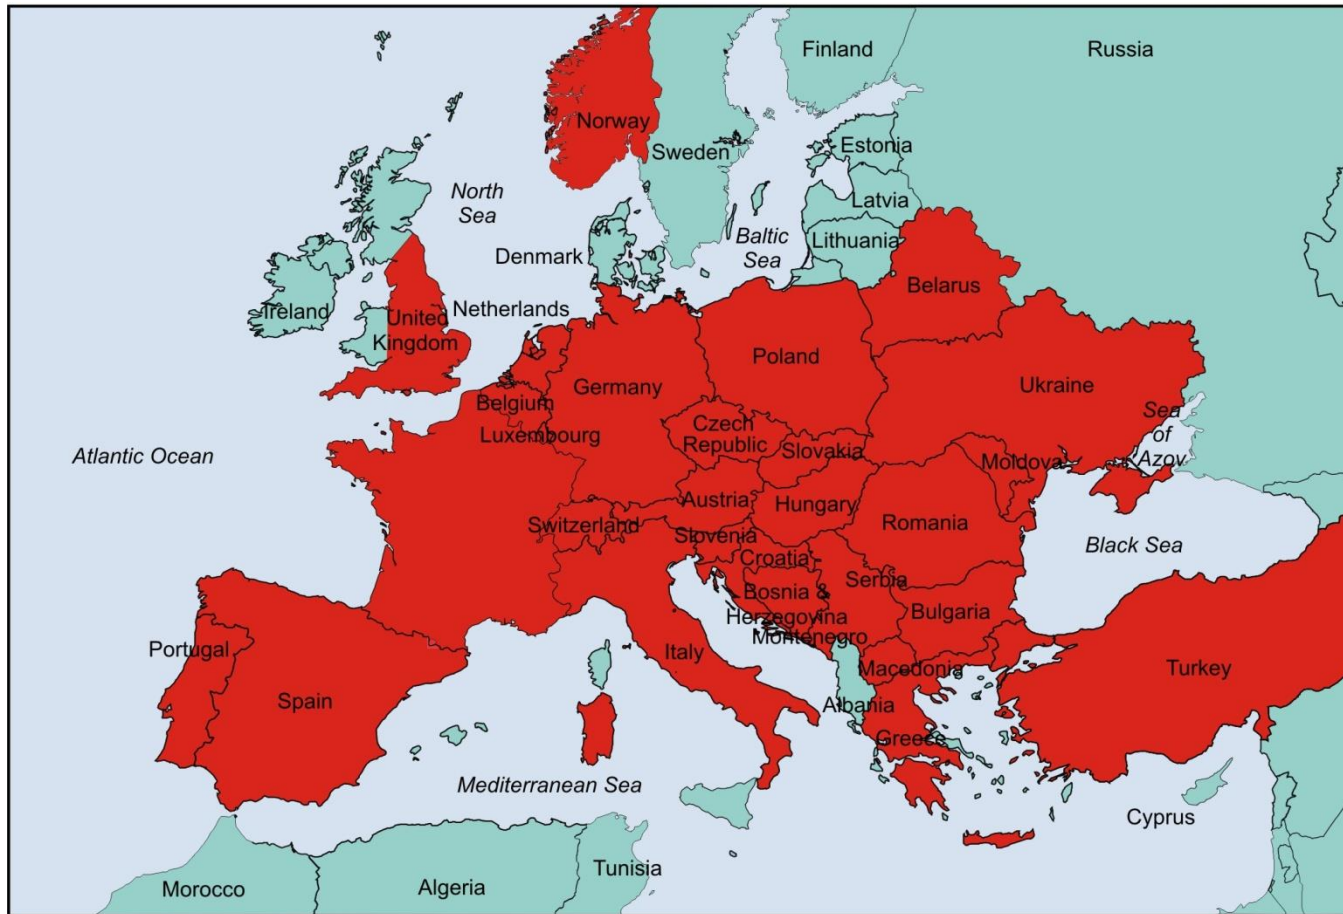 Finland
Russia
Norway
Sweden
Estonia
North
Sea
Latvia
Baltic
Sea
Lithuania
Denmark
Belarus
Ireland
United
Kingdom
Netherlands
Poland
Germany
Ukraine
Belgium
Luxembourg
Czech
Republic
Slovakia
Sea
of
Azov
Moldova
Atlantic Ocean
Austria
Hungary
Switzerland
Slovenia
Romania
Croatia
Black Sea
Bosnia &
Herzegovina
Serbia
Bulgaria
Montenegro
Portugal
Italy
Macedonia
Turkey
Spain
Albania
Greece
Mediterranean Sea
Cyprus
Morocco
Algeria
Tunisia